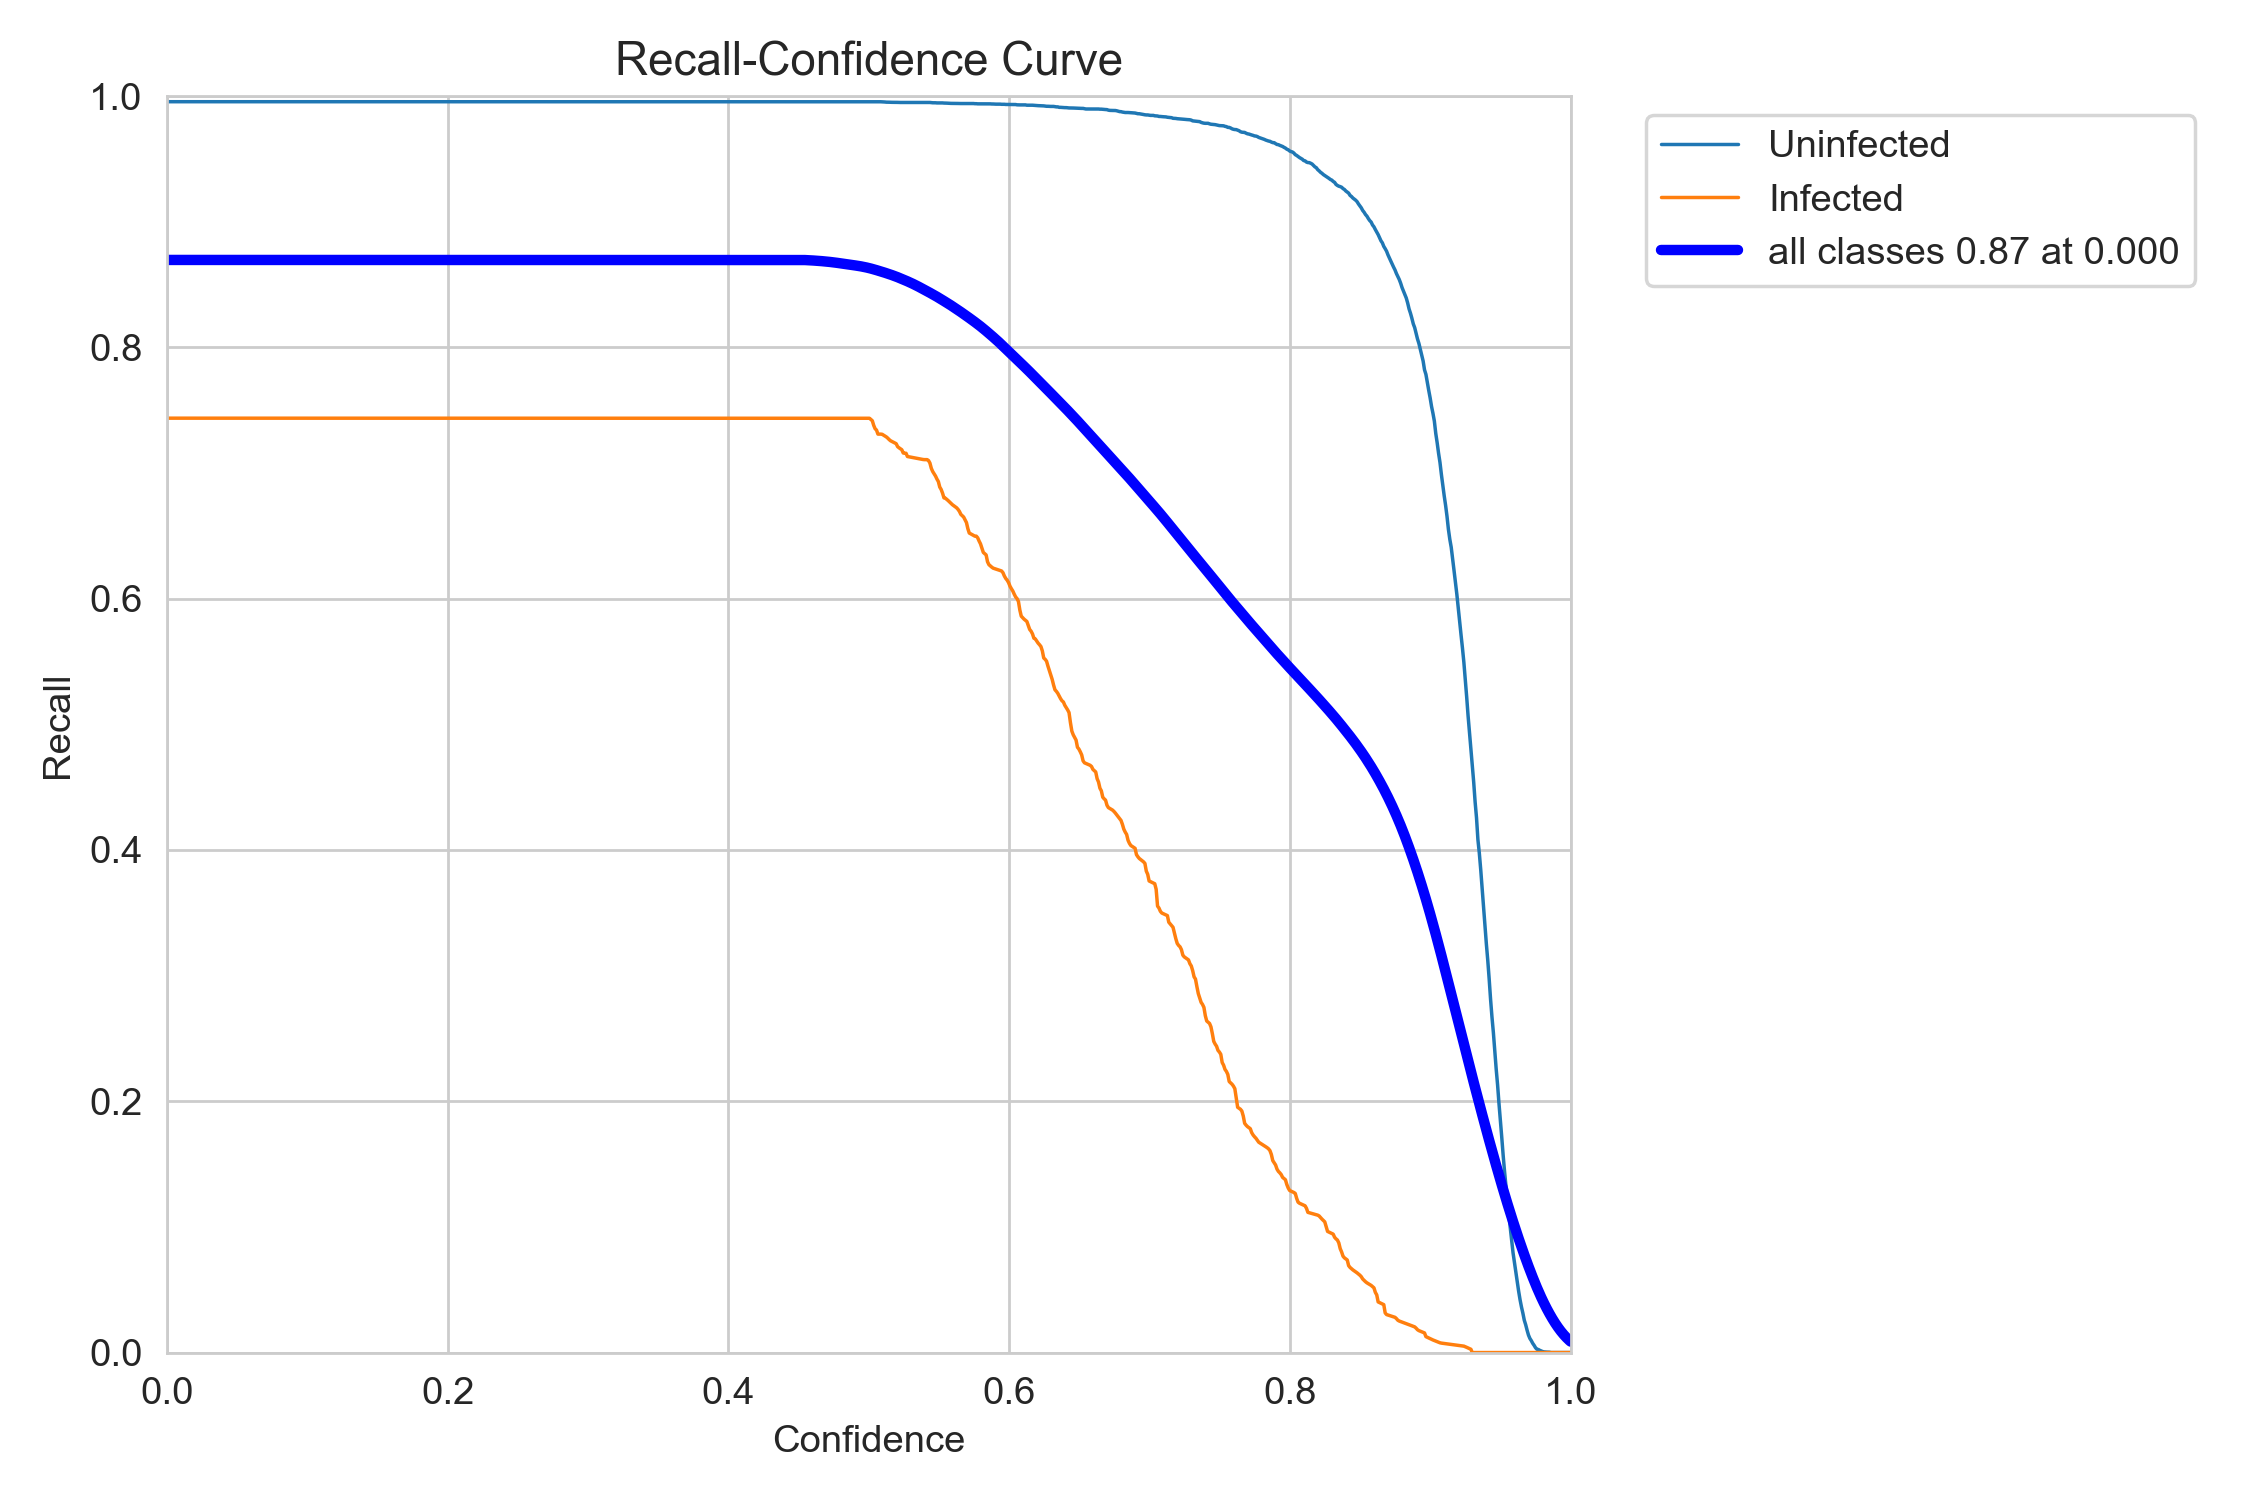 Recall-Confidence Curve
1.0
0.8
0.6
0.4
0.2
0.0
Recall
0.0 0.2 0.4 0.6 0.8 1.0
Confidence
Uninfected
Infected
all classes 0.87 at 0.000